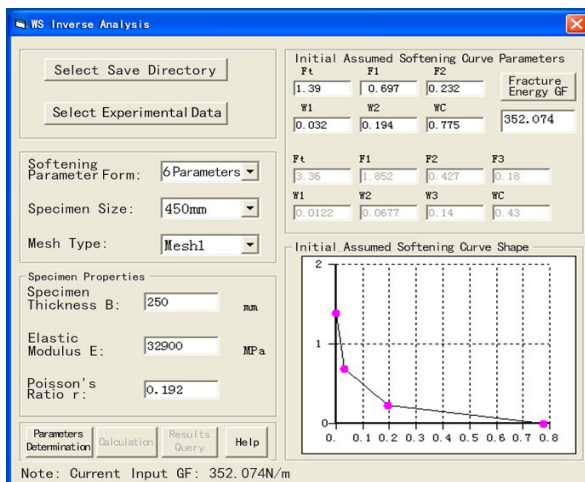 WS Inverse Analysis
Select Save Directory
Select Experimental Data
Softening
Parameter Form: 6 Parameters
Specimen Size: 450mm
Mesh Type: Mesh1
Specimen Properties
Specimen
Thickness B: 250 mm
Elastic
Modulus E: 32900 MPa
Poisson's
Ratio r: 0.192
Parameters
Determination
Calculation
Results
Query
Help
Initial Assumed Softening Curve Parameters
Ft F1 F2
1.39 0.697 0.232
Fracture
Energy GF
W1 W2 WC
0.032 0.194 0.775
352.074
Ft F1 F2 F3
3.36 1.852 0.427 0.18
W1 W2 W3 WC
0.0122 0.0677 0.14 0.43
Initial Assumed Softening Curve Shape
2
1
0
0. 0.1 0.2 0.3 0.4 0.5 0.6 0.7 0.8
Note: Current Input GF: 352.074N/m